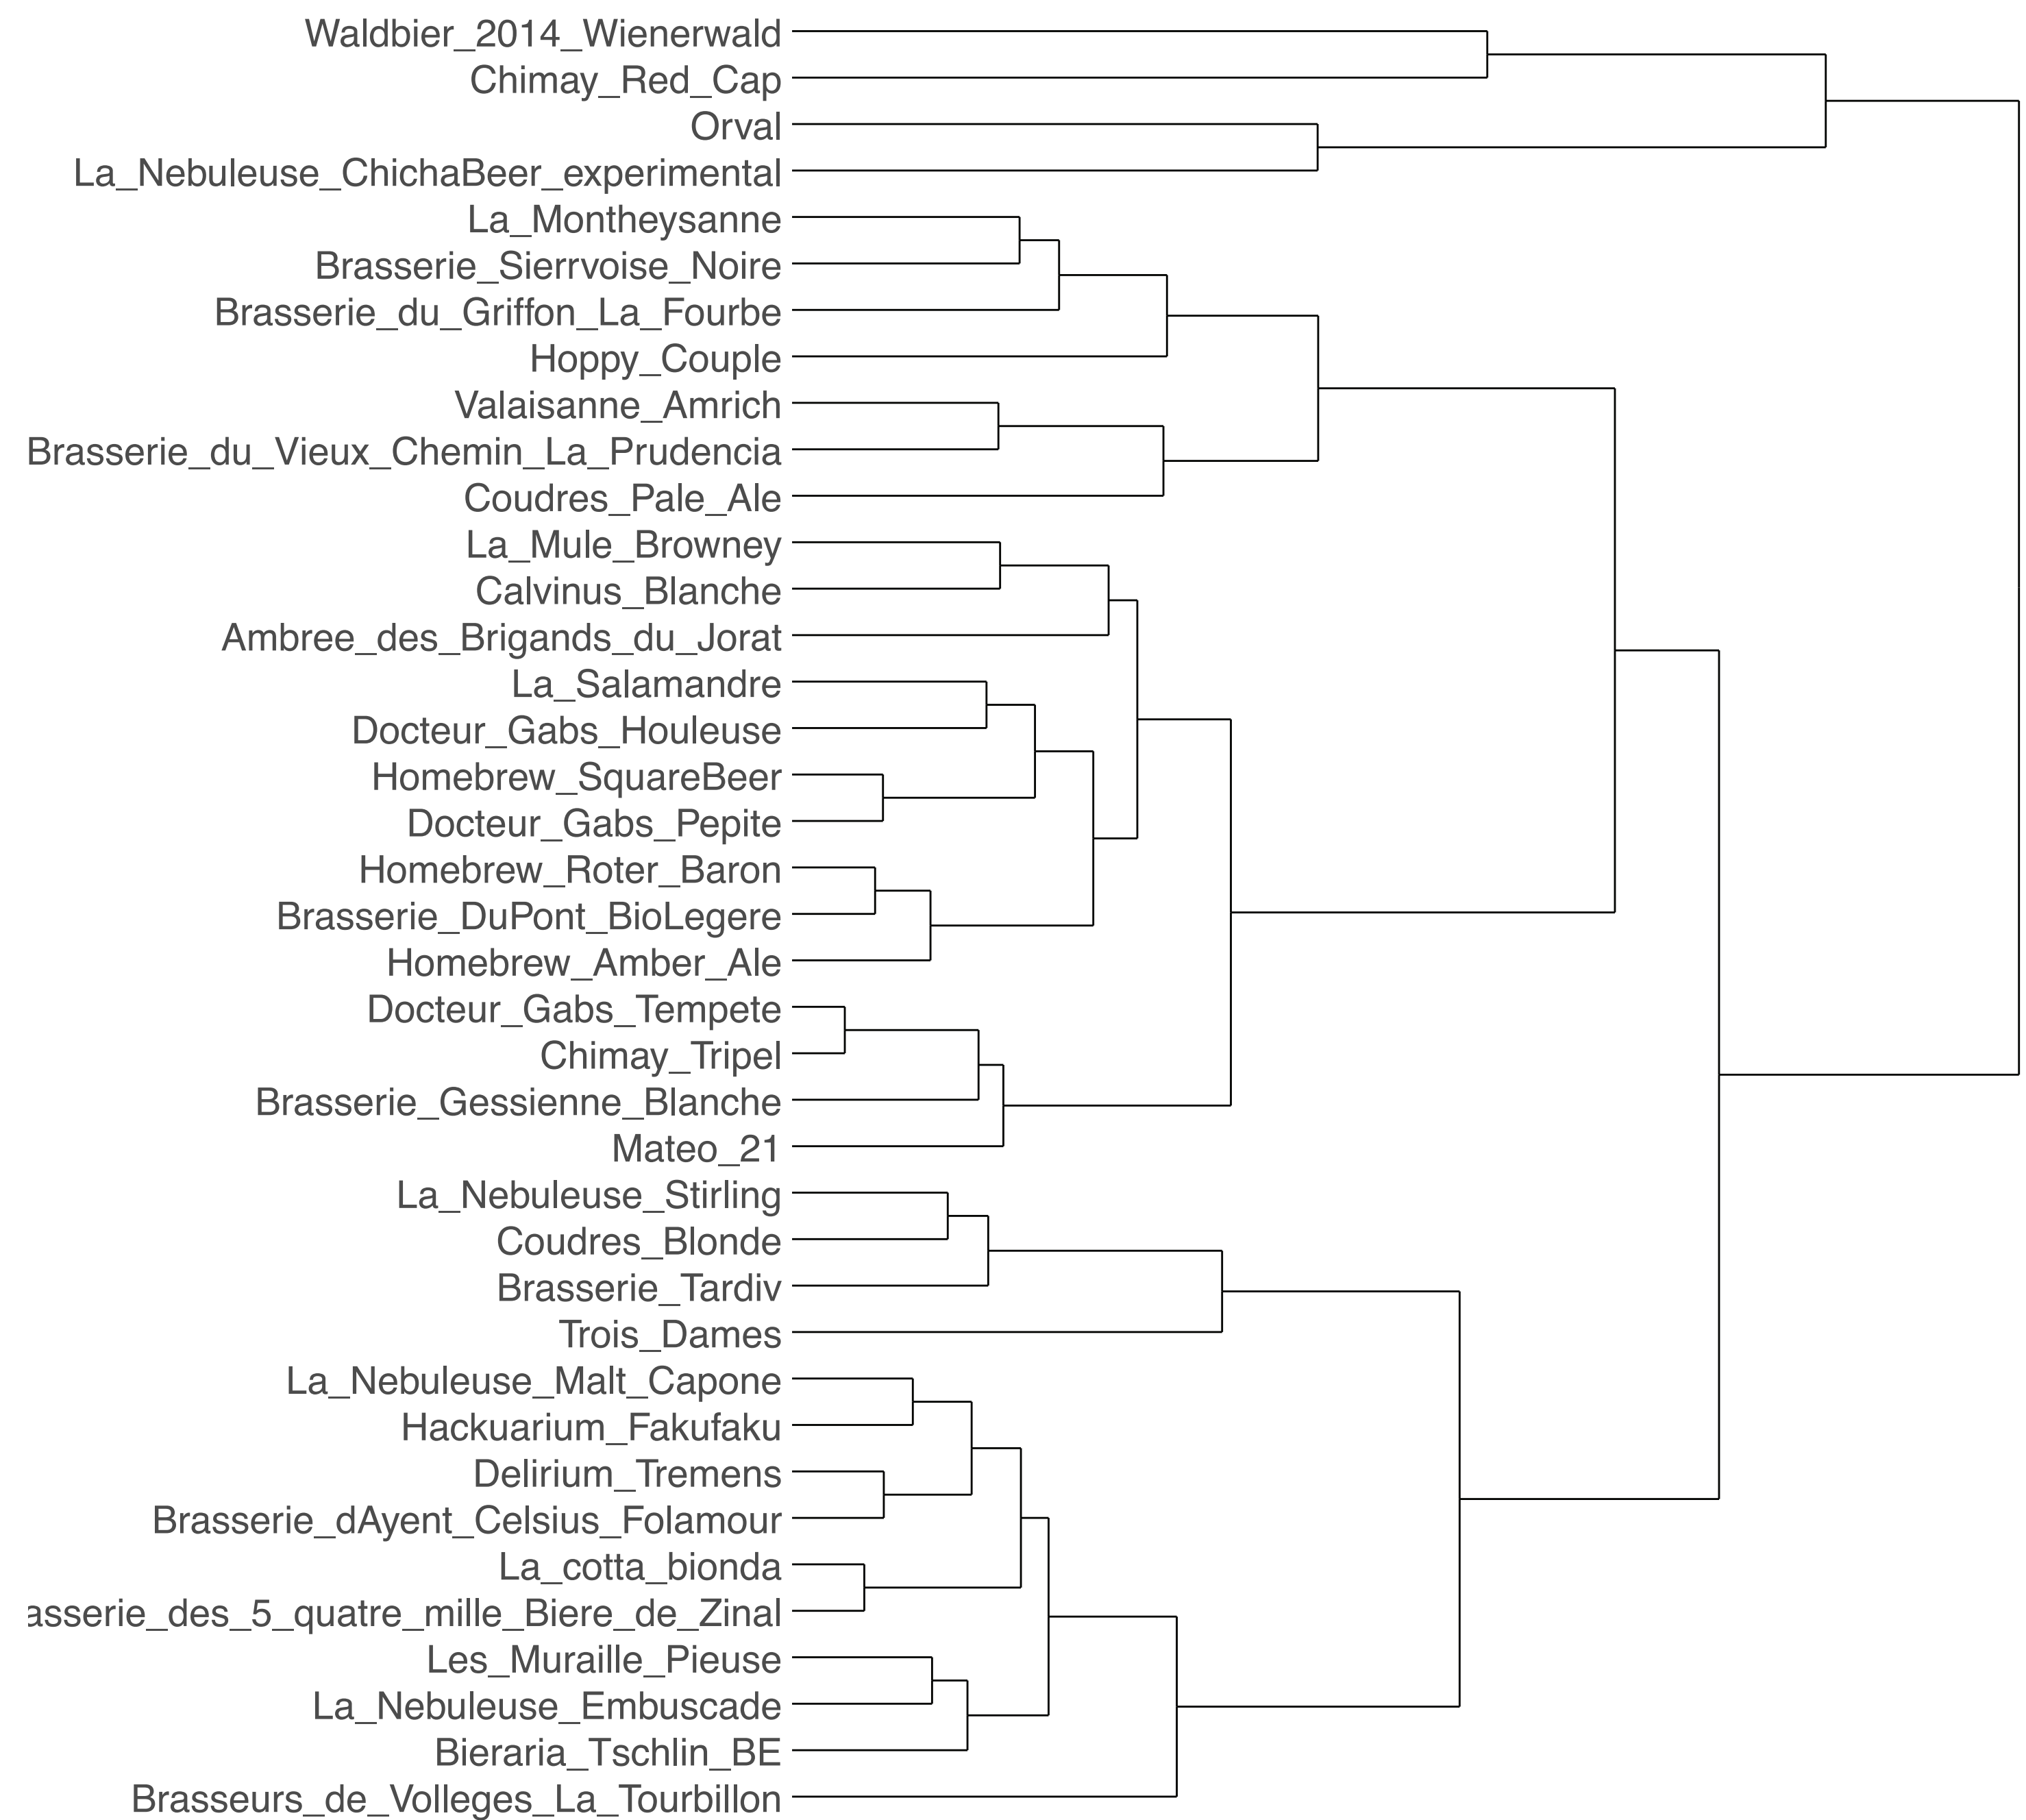 Waldbier_2014_Wienerwald
Chimay_Red_Cap
Orval
La_Nebuleuse_ChichaBeer_experimental
La_Montheysanne
Brasserie_Sierrvoise_Noire
Brasserie_du_Griffon_La_Fourbe
Hoppy_Couple
Valaisanne_Amrich
Brasserie_du_Vieux_Chemin_La_Prudencia
Coudres_Pale_Ale
La_Mule_Browney
Calvinus_Blanche
Ambree_des_Brigands_du_Jorat
La_Salamandre
Docteur_Gabs_Houleuse
Homebrew_SquareBeer
Docteur_Gabs_Pepite
Homebrew_Roter_Baron
Brasserie_DuPont_BioLegere
Homebrew_Amber_Ale
Docteur_Gabs_Tempete
Chimay_Tripel
Brasserie_Gessienne_Blanche
Mateo_21
La_Nebuleuse_Stirling
Coudres_Blonde
Brasserie_Tardiv
Trois_Dames
La_Nebuleuse_Malt_Capone
Hackuarium_Fakufaku
Delirium_Tremens
Brasserie_dAyent_Celsius_Folamour
La_cotta_bionda
asserie_des_5_quatre_mille_Biere_de_Zinal
Les_Muraille_Pieuse
La_Nebuleuse_Embuscade
Bieraria_Tschlin_BE
Brasseurs_de_Volleges_La_Tourbillon